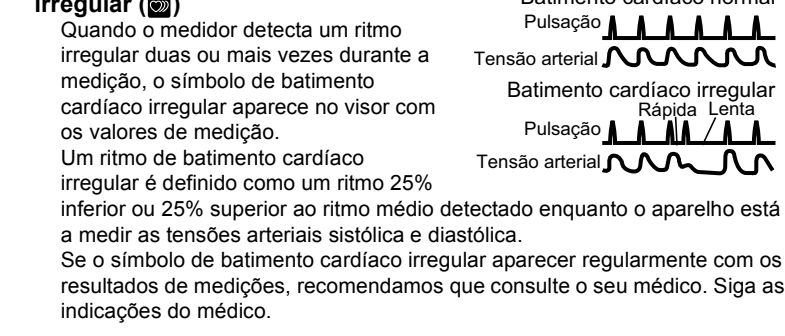 irregular ( )
Quando o medidor detecta um ritmo
irregular duas ou mais vezes durante a
medição, o símbolo de batimento
cardíaco irregular aparece no visor com
os valores de medição.
Um ritmo de batimento cardíaco
irregular é definido como um ritmo 25%
inferior ou 25% superior ao ritmo médio detectado enquanto o aparelho está
a medir as tensões arteriais sistólica e diastólica.
Se o símbolo de batimento cardíaco irregular aparecer regularmente com os
resultados de medições, recomendamos que consulte o seu médico. Siga as
indicações do médico.
Batimento cardíaco normal
Pulsação
Tensão arterial
Batimento cardíaco irregular
Rápida Lenta
Pulsação
Tensão arterial